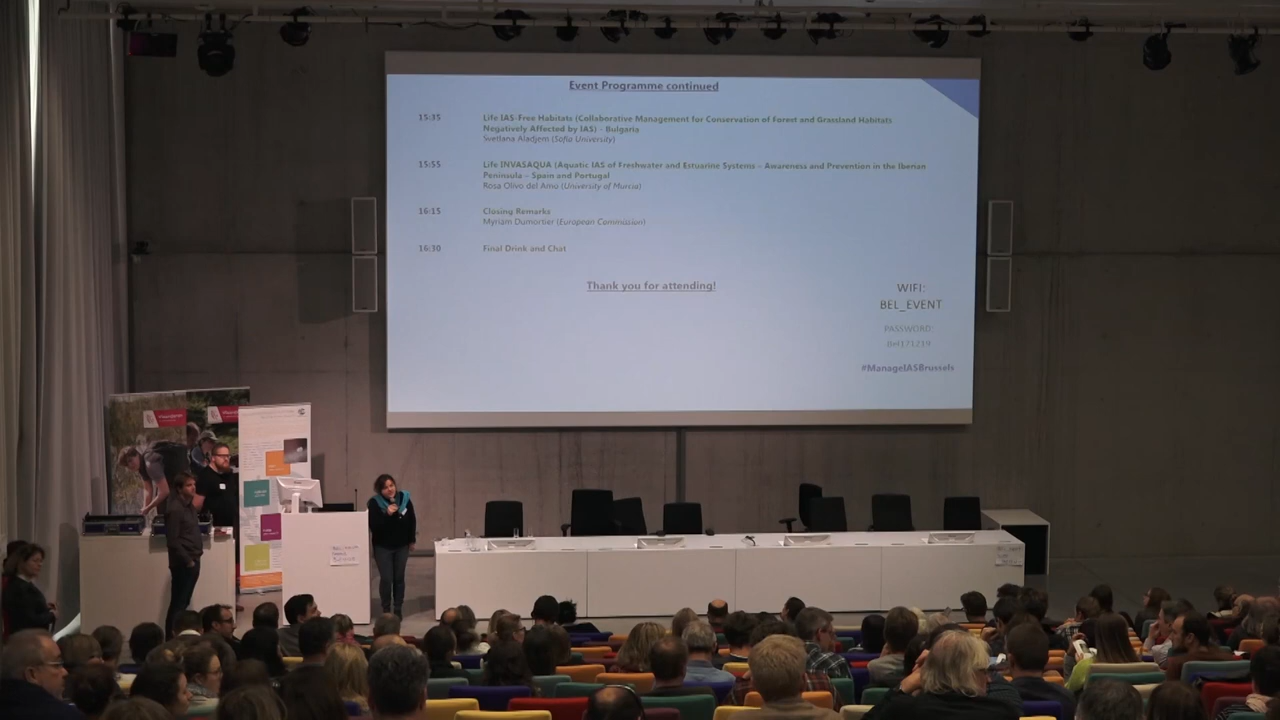 Event Programme continued
15:35 Life IAS-Free Habitats (Collaborative Management for Conservation of Forest and Grassland Habitats
Negatively Affected by IAS) - Bulgaria
Svetlana Aladjem (Sofia University)
15:55 Life INVASAQUA (Aquatic IAS of Freshwater and Estuarine Systems – Awareness and Prevention in the Iberian
Peninsula – Spain and Portugal
Rosa Olivo del Amo (University of Murcia)
16:15 Closing Remarks
Myriam Dumortier (European Commission)
16:30 Final Drink and Chat
Thank you for attending!
WIFI:
BEL_EVENT
PASSWORD:
Bel171219
#ManageIASBrussels